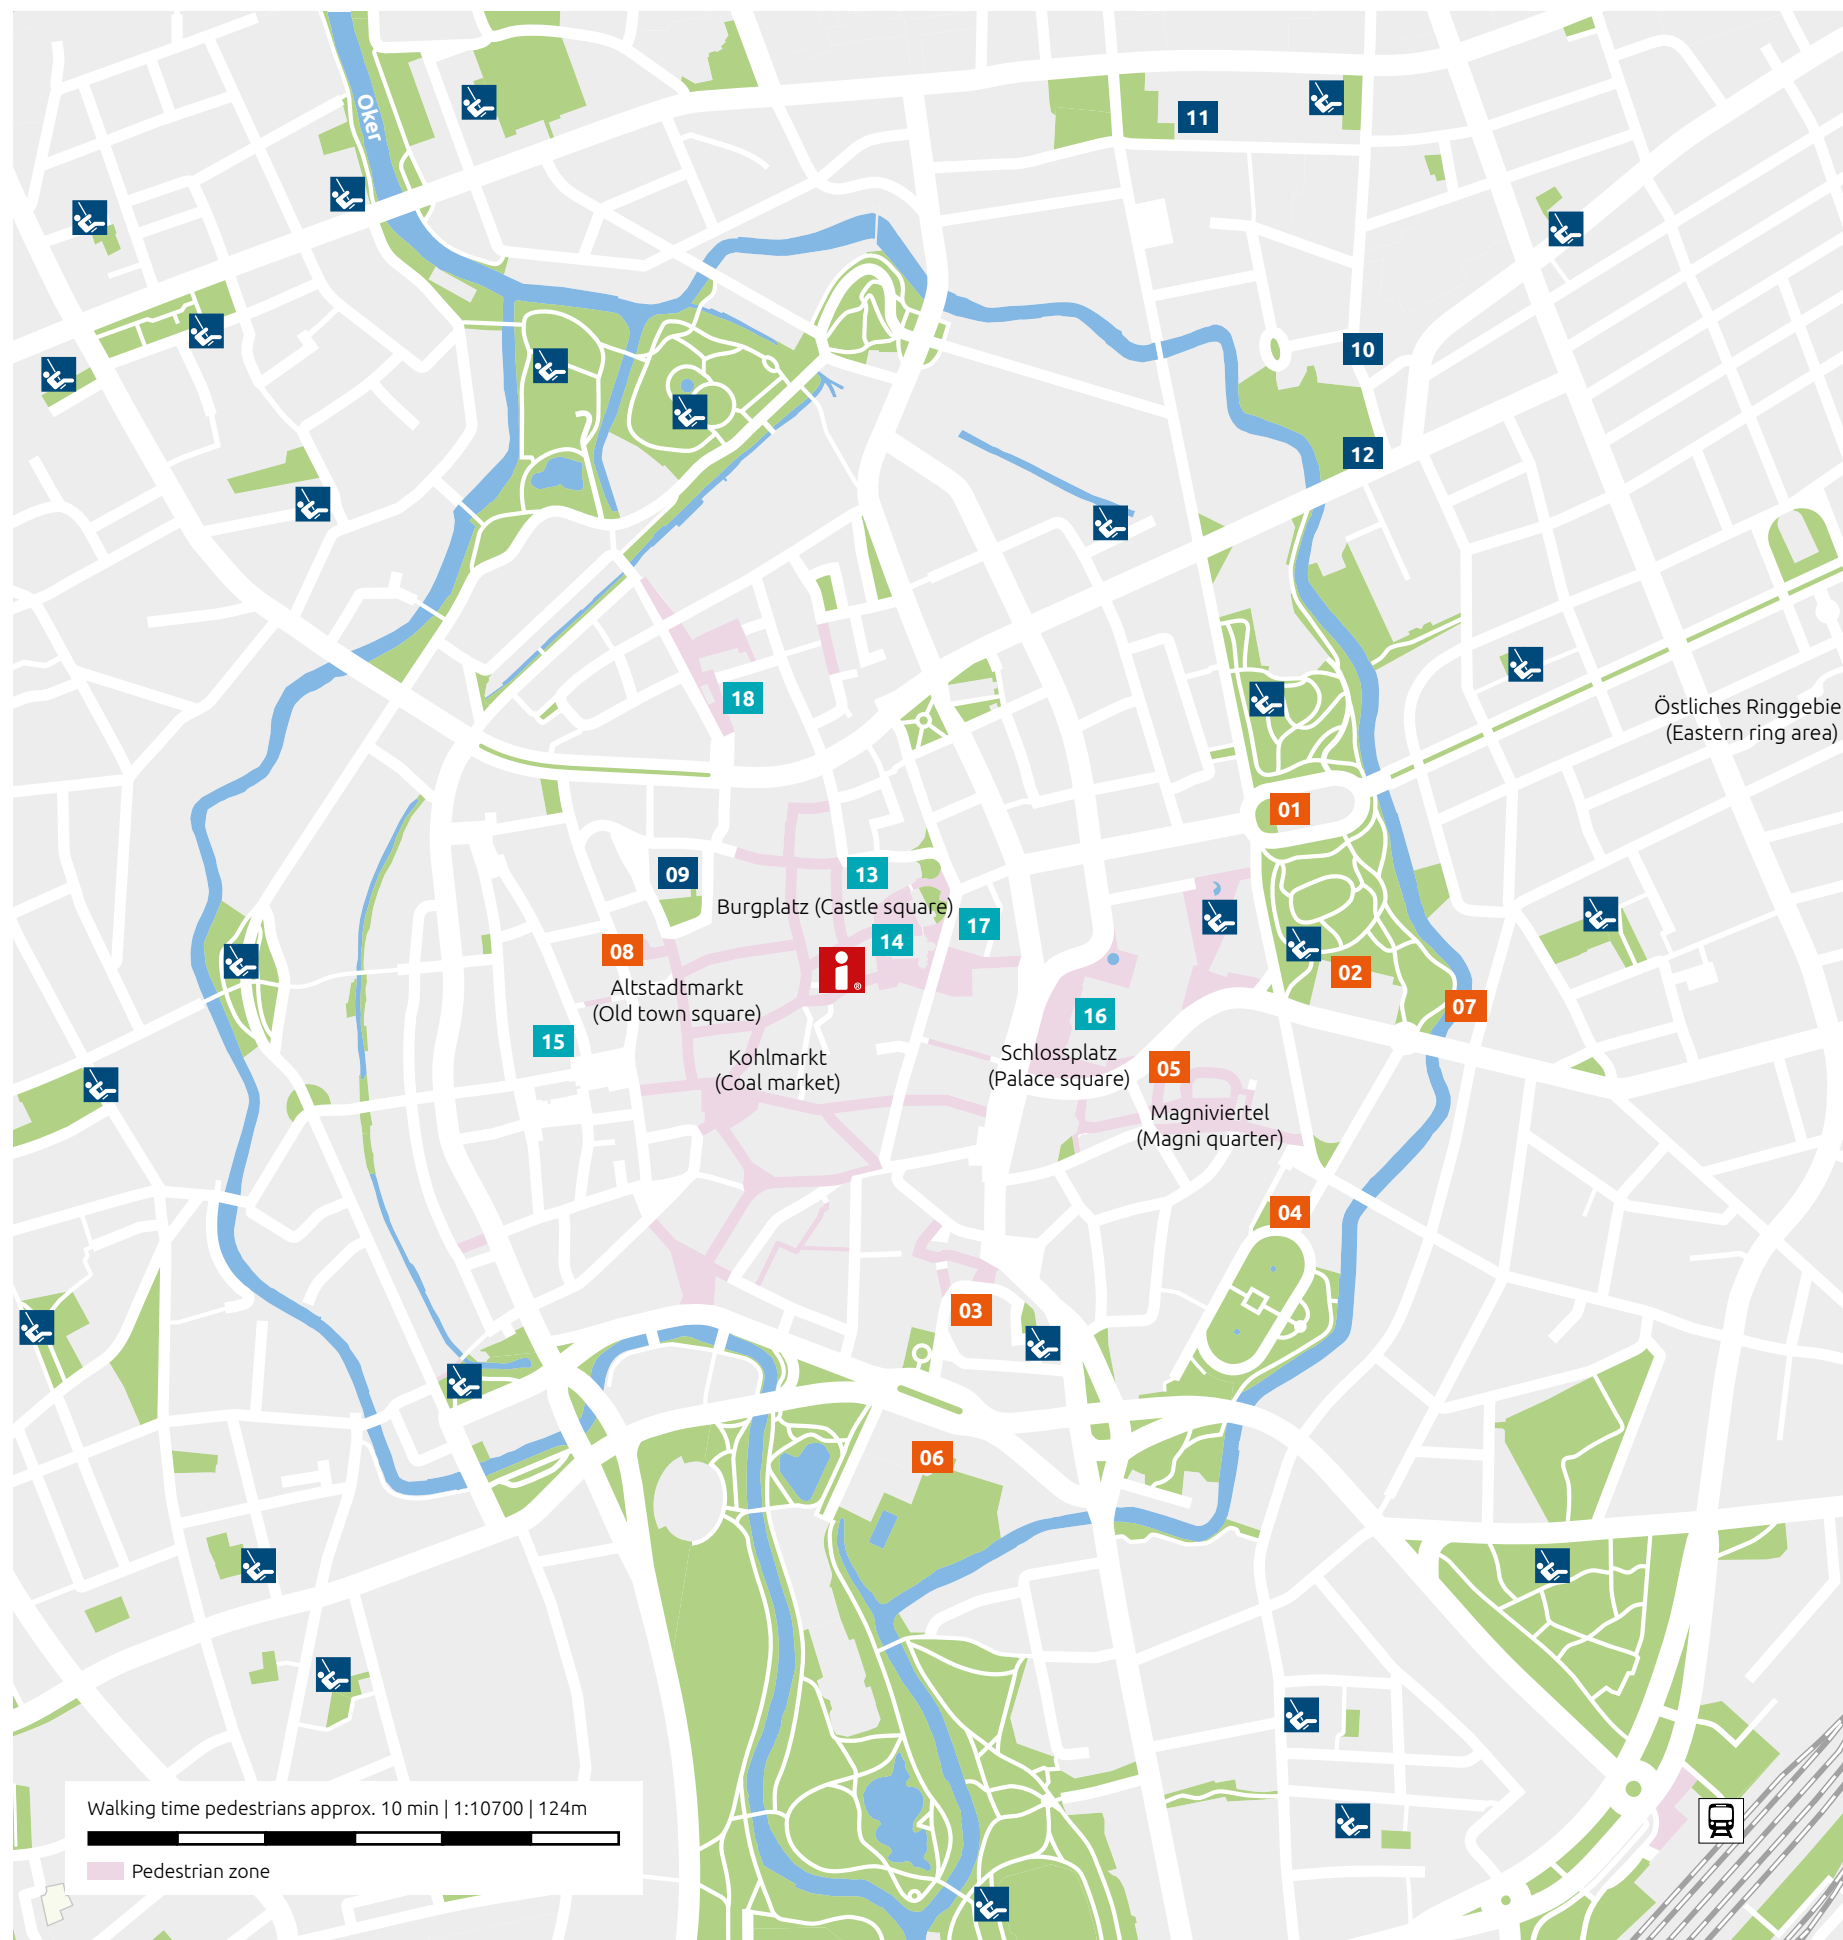 Oker
11
10
12
18
Östliches Ringgebie
(Eastern ring area)
01
09
13
Burgplatz (Castle square)
17
14
08
i
®
02
Altstadtmarkt
(Old town square)
07
16
15
Kohlmarkt
(Coal market)
Schlossplatz
(Palace square)
05
Magniviertel
(Magni quarter)
04
03
06
Walking time pedestrians approx. 10 min | 1:10700 | 124m
Pedestrian zone